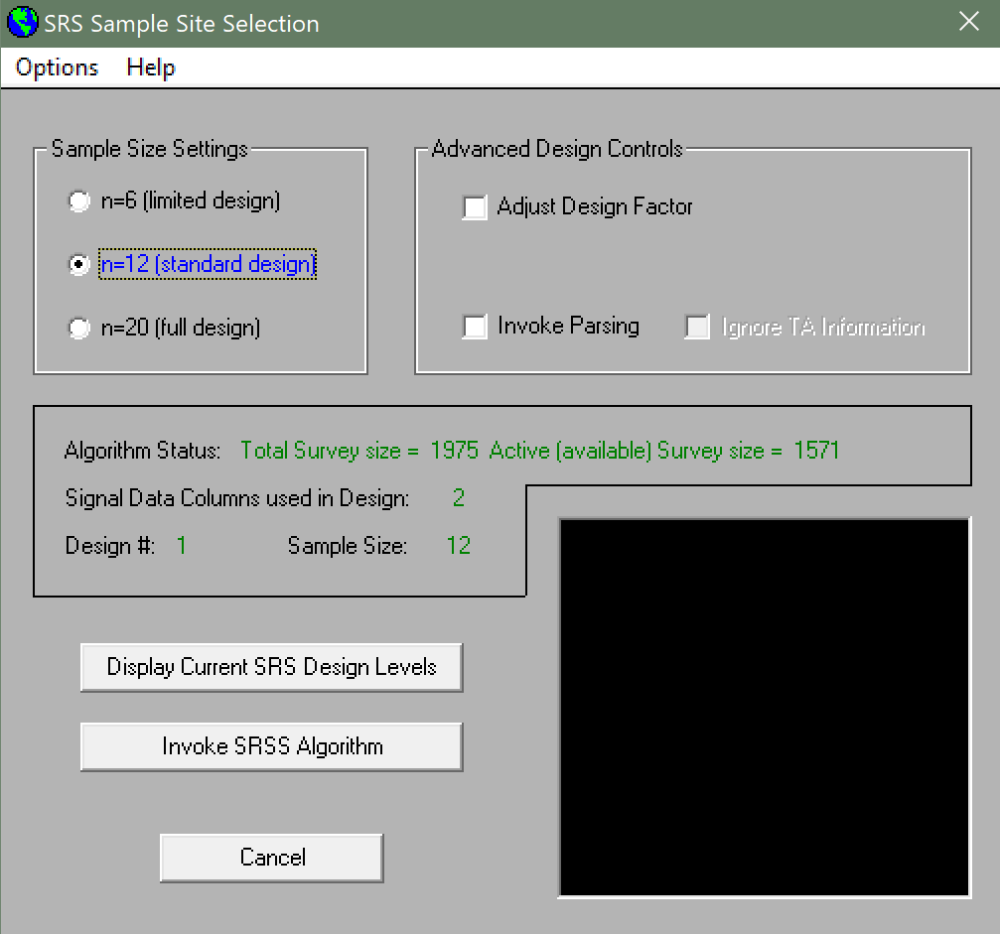 SRS Sample Site Selection
Options Help
Sample Size Settings
n=6 (limited design)
n=12 (standard design)
n=20 (full design)
Advanced Design Controls
Adjust Design Factor
Invoke Parsing Ignore TA Information
Algorithm Status: Total Survey size = 1975 Active (available) Survey size = 1571
Signal Data Columns used in Design: 2
Design #: 1 Sample Size: 12
Display Current SRS Design Levels
Invoke SRSS Algorithm
Cancel